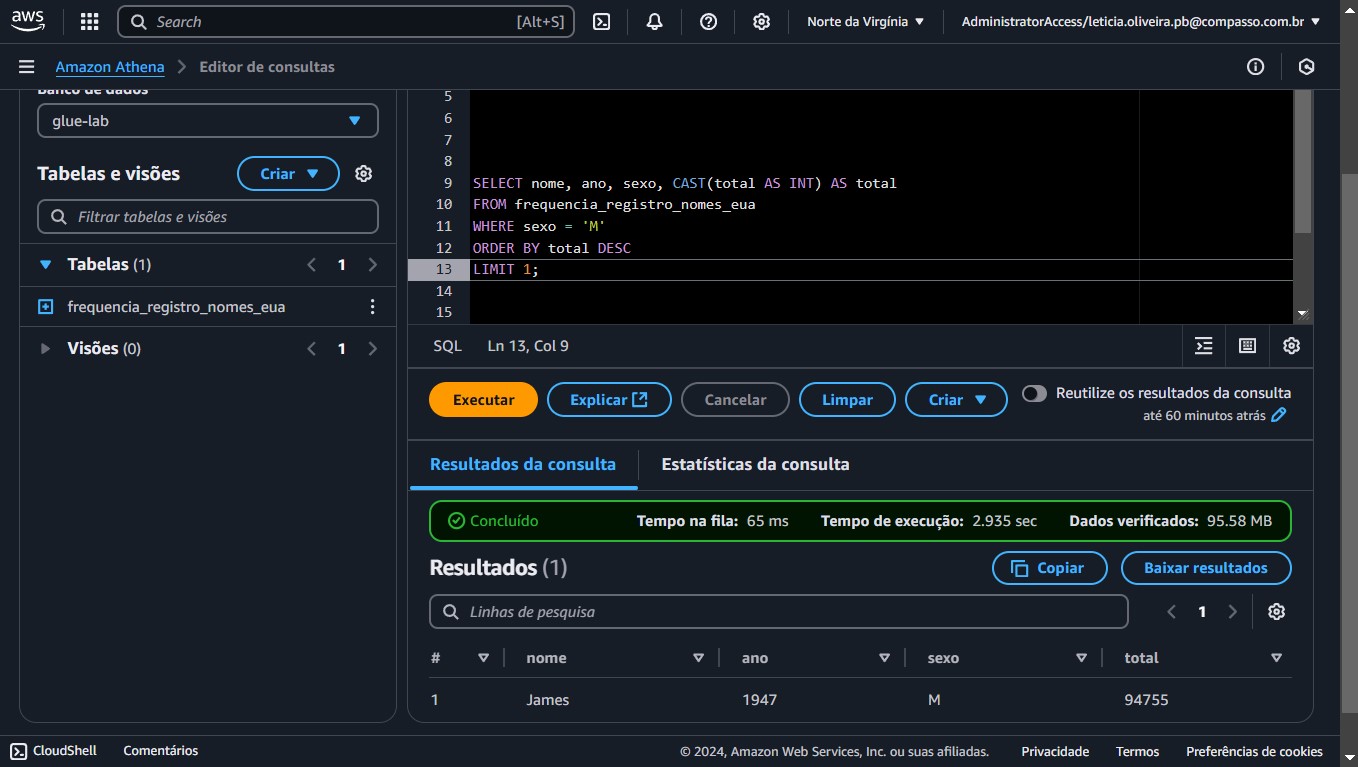 aws Search [Alt+S] Norte da Virgínia AdministratorAccess/leticia.oliveira.pb@compasso.com.br
Amazon Athena > Editor de consultas
Banco de dados
glue-lab
Tabelas e visões Criar
Filtrar tabelas e visões
Tabelas (1) < 1 >
frequencia_registro_nomes_eua
Visões (0) < 1 >
5
6
7
8
9 SELECT nome, ano, sexo, CAST(total AS INT) AS total
10 FROM frequencia_registro_nomes_eua
11 WHERE sexo = 'M'
12 ORDER BY total DESC
13 LIMIT 1;
14
15
SQL Ln 13, Col 9
Executar Explicar Cancelar Limpar Criar Reutilize os resultados da consulta
até 60 minutos atrás
Resultados da consulta Estatísticas da consulta
Concluído Tempo na fila: 65 ms Tempo de execução: 2.935 sec Dados verificados: 95.58 MB
Resultados (1) Copiar Baixar resultados
Linhas de pesquisa < 1 >
# nome ano sexo total
1 James 1947 M 94755
CloudShell Comentários © 2024, Amazon Web Services, Inc. ou suas afiliadas. Privacidade Termos Preferências de cookies